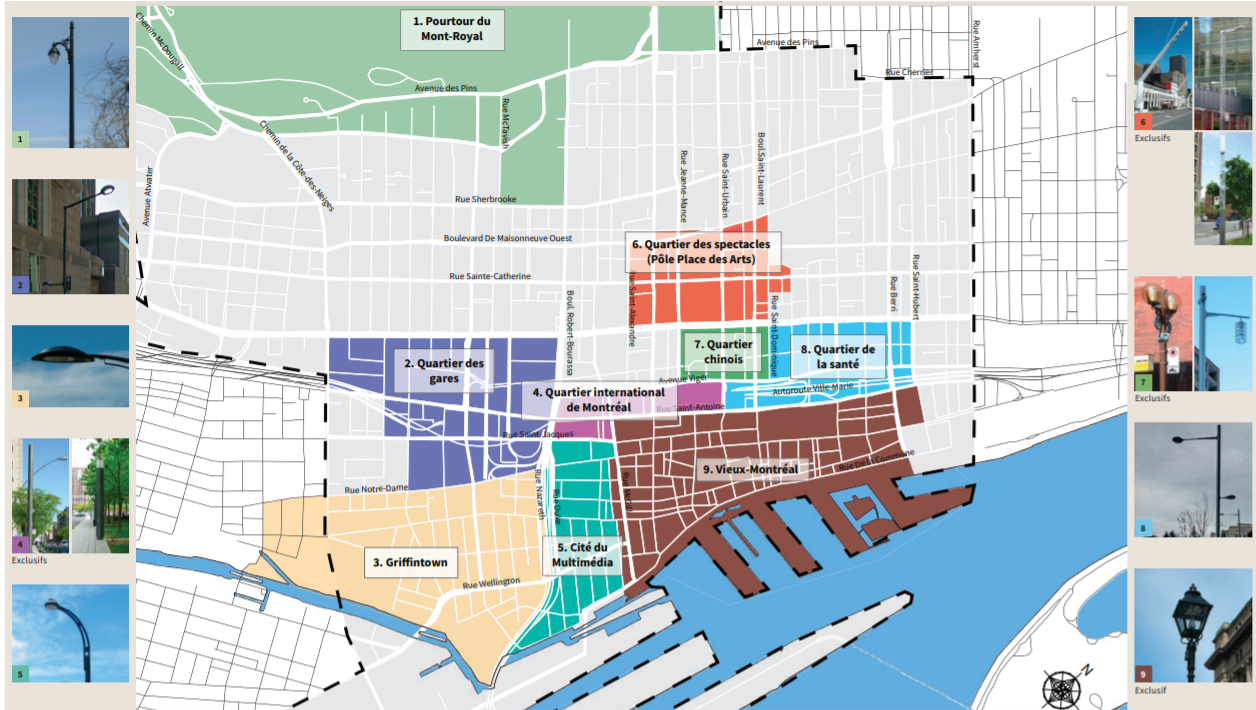 1
2
3
4
Exclusifs
5
1. Pourtour du
Mont-Royal
Chemin McDougall
Avenue des Pins
Rue McTavish
Chemin de la Côte-des-Neiges
Avenue Atwater
Rue Sherbrooke
Boulevard De Maisonneuve Ouest
Rue Sainte-Catherine
Avenue des Pins
Rue Cherrier
Rue Amherst
Rue Jeanne-Mance
Rue Saint-Urbain
Boul. Saint-Laurent
6. Quartier des spectacles
(Pôle Place des Arts)
Rue Saint-Alexandre
Boul. Robert-Bourassa
Rue Saint-Dominique
Rue Berri
Rue Saint-Hubert
2. Quartier des
gares
7. Quartier
chinois
8. Quartier de
la santé
Avenue Viger
Autoroute Ville-Marie
4. Quartier international
de Montréal
Rue Saint-Antoine
Rue Saint-Jacques
Rue Notre-Dame
Rue Nazareth
Rue Duke
9. Vieux-Montréal
Rue De La Commune
5. Cité du
Multimédia
3. Griffintown
Rue Wellington
N
6
Exclusifs
7
Exclusifs
8
9
Exclusif